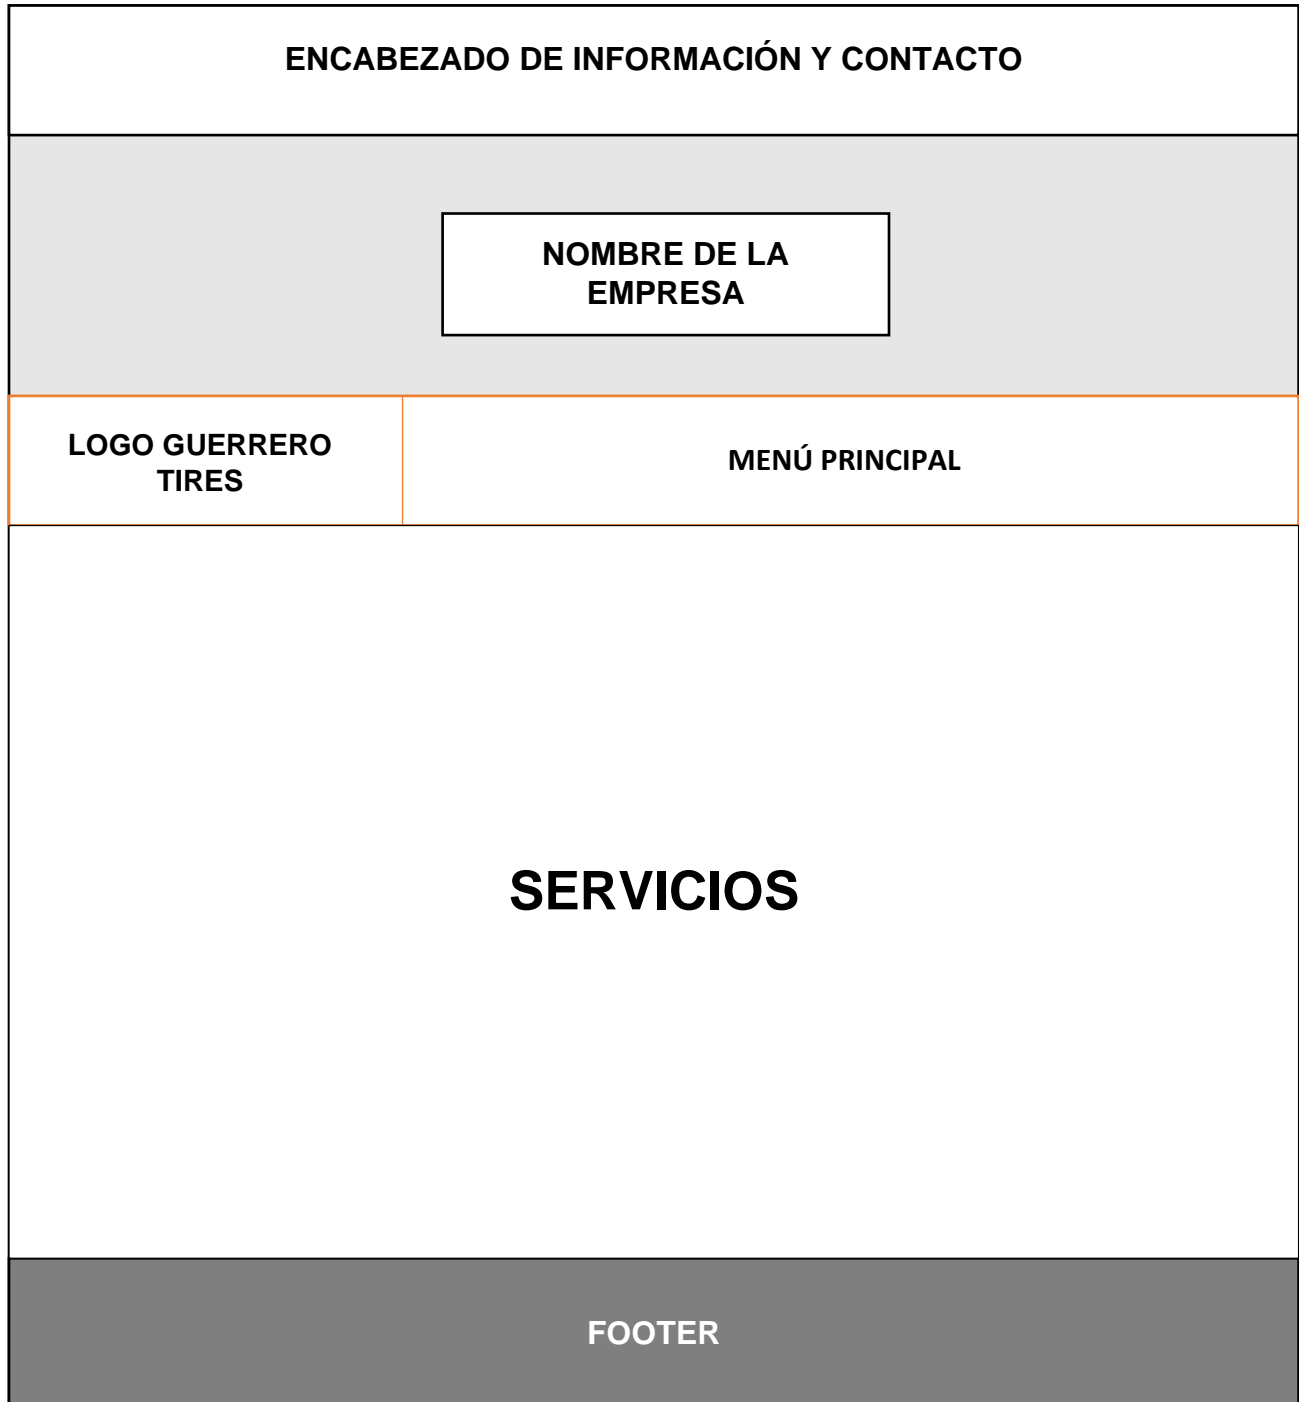 ENCABEZADO DE INFORMACIÓN Y CONTACTO
NOMBRE DE LA
EMPRESA
LOGO GUERRERO
TIRES
MENÚ PRINCIPAL
SERVICIOS
FOOTER